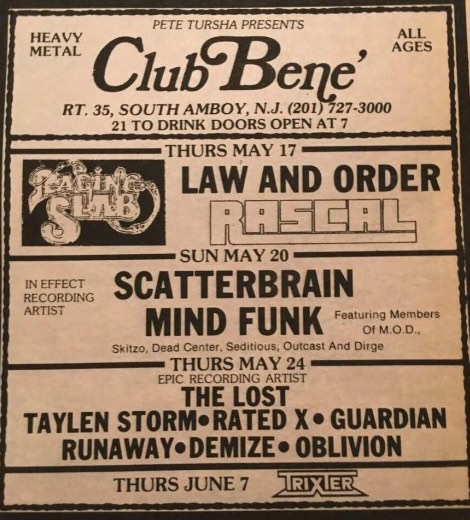 PETE TURSHA PRESENTS
HEAVY METAL
Club Bene'
ALL AGES
RT. 35, SOUTH AMBOY, N.J. (201) 727-3000
21 TO DRINK DOORS OPEN AT 7
THURS MAY 17
RAGING SLAB
LAW AND ORDER
RASCAL
SUN MAY 20
IN EFFECT RECORDING ARTIST
SCATTERBRAIN
MIND FUNK
Featuring Members Of M.O.D.,
Skitzo, Dead Center, Seditious, Outcast And Dirge
THURS MAY 24
EPIC RECORDING ARTIST
THE LOST
TAYLEN STORM•RATED X•GUARDIAN
RUNAWAY•DEMIZE•OBLIVION
THURS JUNE 7 TRIXTER